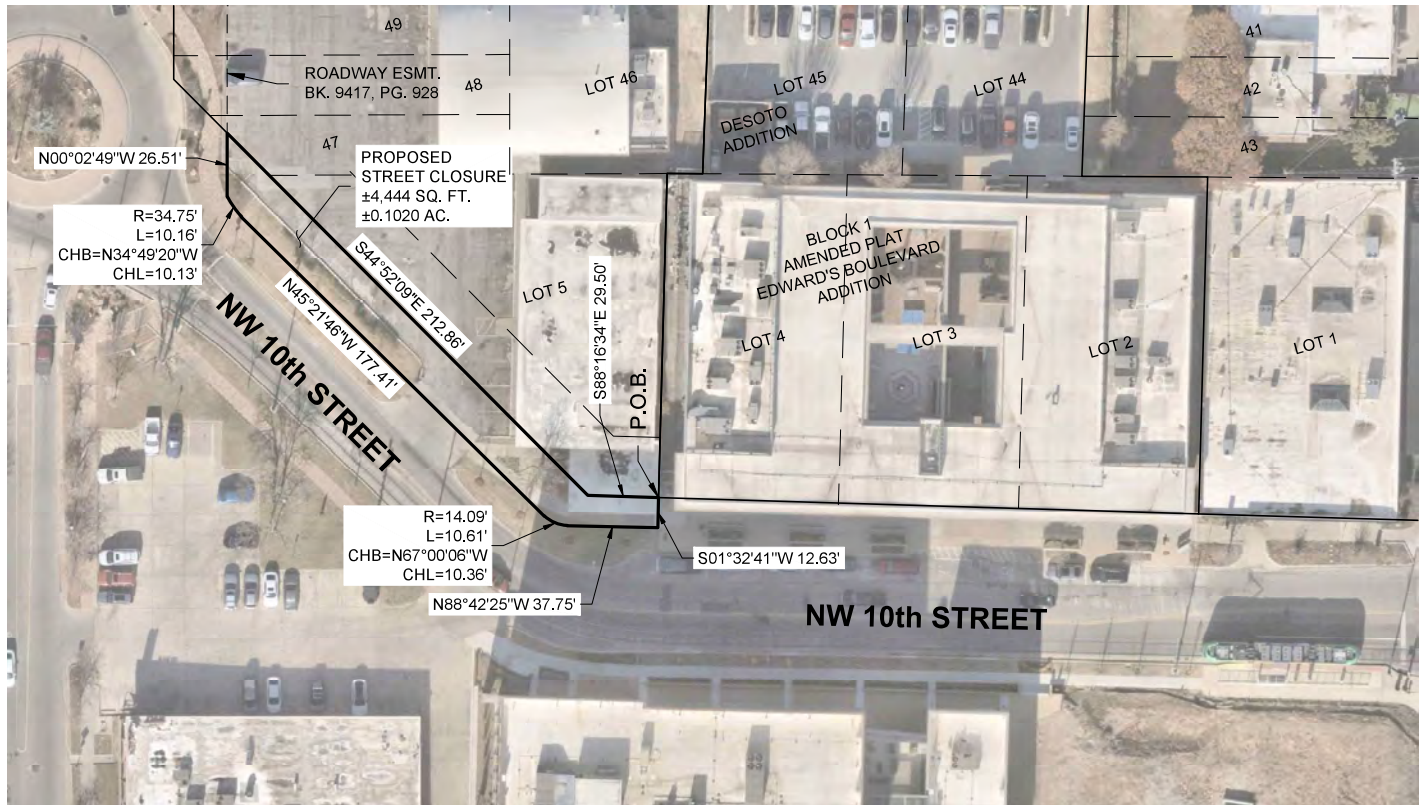 49
ROADWAY ESMT.
BK. 9417, PG. 928
48
LOT 46
LOT 45
LOT 44
41
42
43
DESOTO
ADDITION
47
N00°02'49"W 26.51'
PROPOSED
STREET CLOSURE
±4,444 SQ. FT.
±0.1020 AC.
R=34.75'
L=10.16'
CHB=N34°49'20"W
CHL=10.13'
S44°52'09"E 212.86'
N45°21'46"W 177.41'
NW 10th STREET
LOT 5
S88°16'34"E 29.50'
P.O.B.
BLOCK 1
AMENDED PLAT
EDWARD'S BOULEVARD
ADDITION
LOT 4
LOT 3
LOT 2
LOT 1
R=14.09'
L=10.61'
CHB=N67°00'06"W
CHL=10.36'
S01°32'41"W 12.63'
N88°42'25"W 37.75'
NW 10th STREET